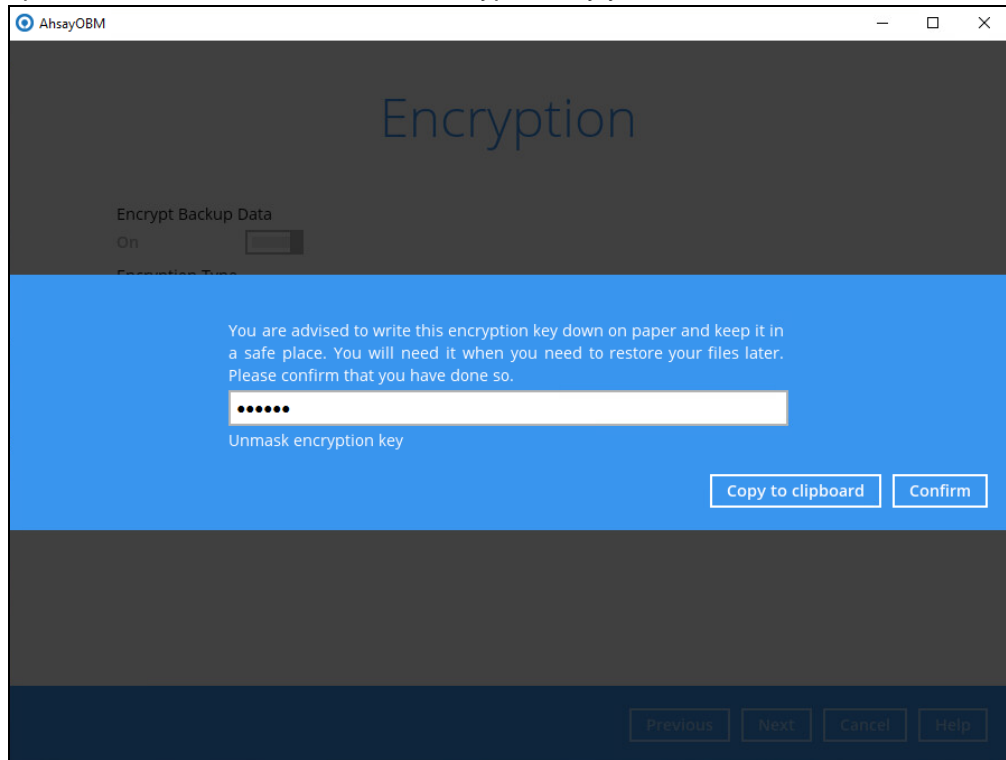 AhsayOBM
Encryption
Encrypt Backup Data
On
Encryption Type
You are advised to write this encryption key down on paper and keep it in
a safe place. You will need it when you need to restore your files later.
Please confirm that you have done so.
••••••
Unmask encryption key
Copy to clipboard Confirm
Previous Next Cancel Help